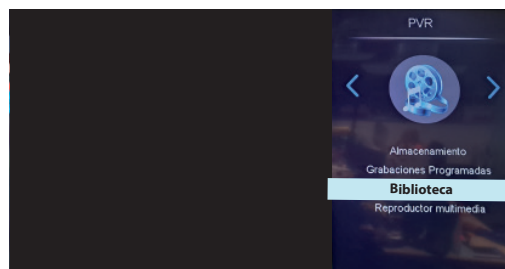 PVR
Almacenamiento
Grabaciones Programadas
Biblioteca
Reproductor multimedia